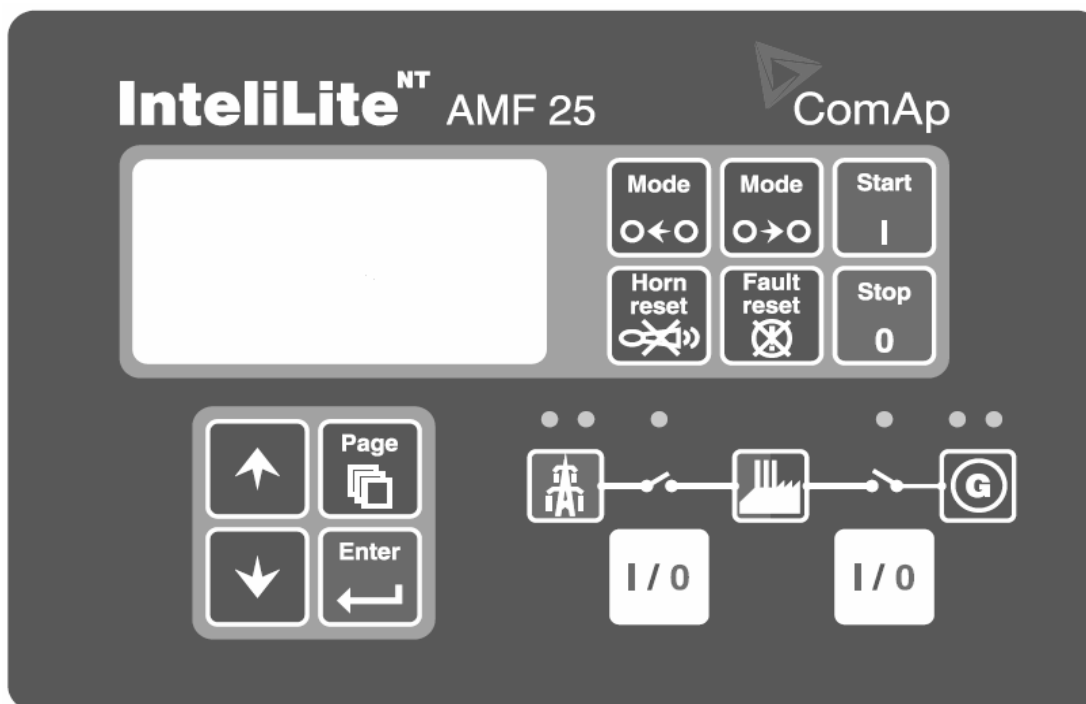 InteliLite NT AMF 25
ComAp
Mode
Mode
Start
I
Horn
reset
Fault
reset
Stop
0
Page
Enter
G
I / 0
I / 0